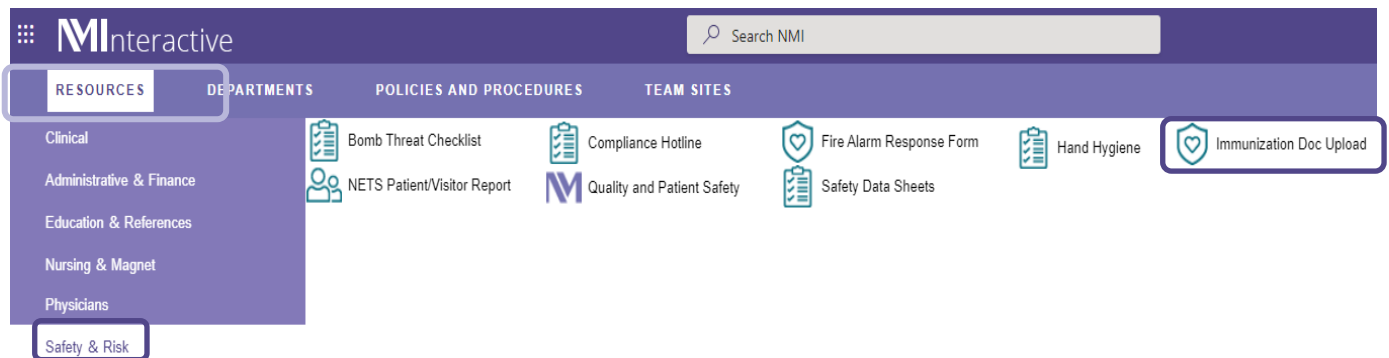 NMInteractive
Search NMI
RESOURCES DEPARTMENTS POLICIES AND PROCEDURES TEAM SITES
Clinical
Administrative & Finance
Education & References
Nursing & Magnet
Physicians
Safety & Risk
Bomb Threat Checklist Compliance Hotline Fire Alarm Response Form Hand Hygiene Immunization Doc Upload
NETS Patient/Visitor Report Quality and Patient Safety Safety Data Sheets